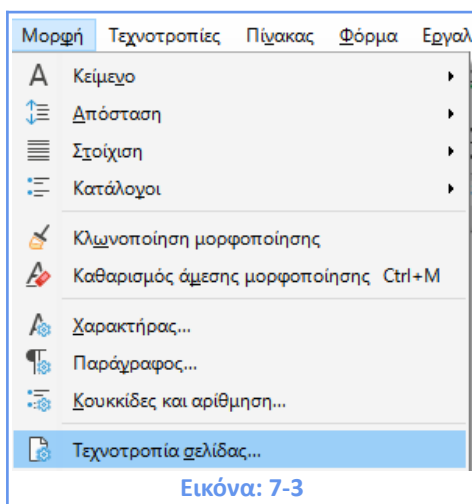 Μορφή Τεχνοτροπίες Πίνακας Φόρμα Εργαλ
Κείμενο
Απόσταση
Στοίχιση
Κατάλογοι
Κλωνοποίηση μορφοποίησης
Καθαρισμός άμεσης μορφοποίησης Ctrl+M
Χαρακτήρας...
Παράγραφος...
Κουκκίδες και αρίθμηση...
Τεχνοτροπία σελίδας...
Εικόνα: 7-3